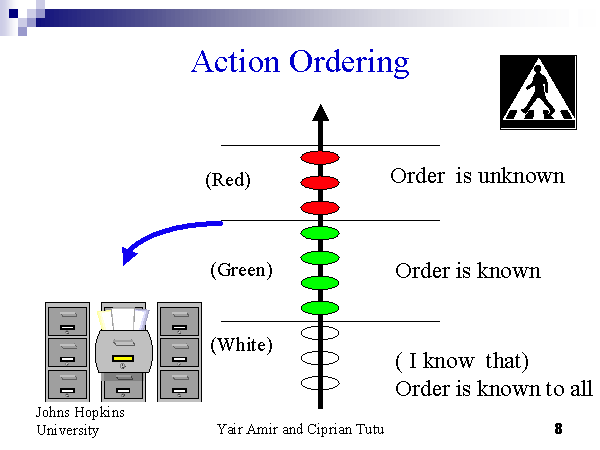 Action Ordering
(Red)
Order is unknown
(Green)
Order is known
(White)
( I know that)
Order is known to all
Johns Hopkins
University
Yair Amir and Ciprian Tutu
8